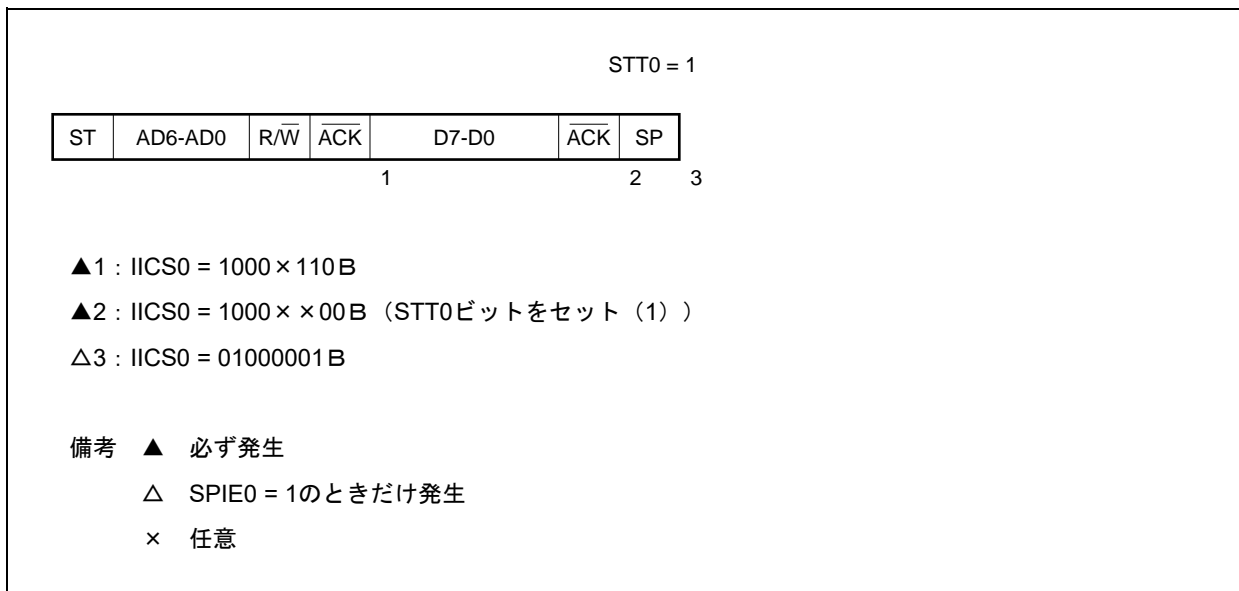 STT0 = 1
ST AD6-AD0 R/W̅ A̅C̅K̅ D7-D0 A̅C̅K̅ SP
1 2 3
▲1：IICS0 = 1000×110B
▲2：IICS0 = 1000××00B（STT0ビットをセット（1））
△3：IICS0 = 01000001B
備考 ▲ 必ず発生
△ SPIE0 = 1のときだけ発生
× 任意